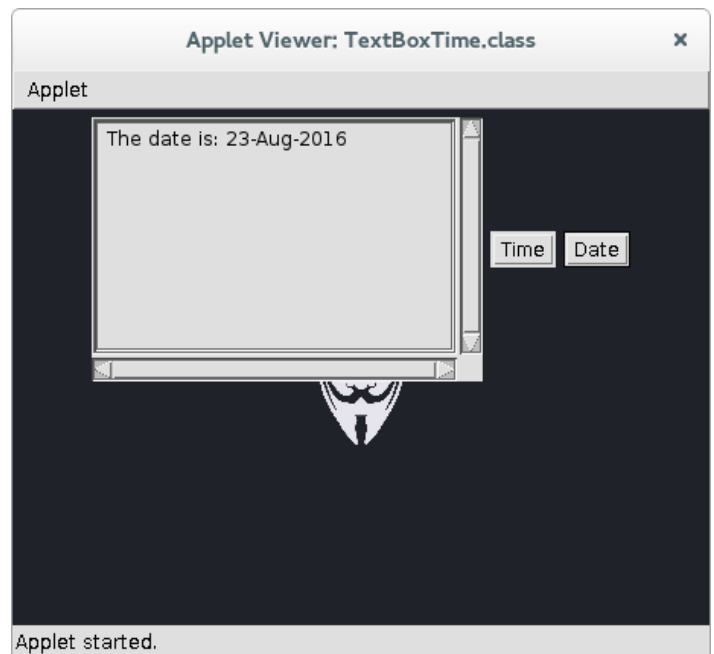 Applet Viewer: TextBoxTime.class
Applet
The date is: 23-Aug-2016
Time Date
Applet started.